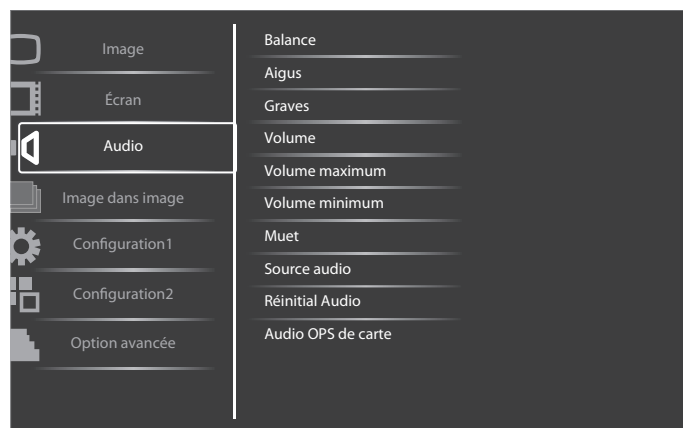 Image
Écran
Audio
Image dans image
Configuration1
Configuration2
Option avancée
Balance
Aigus
Graves
Volume
Volume maximum
Volume minimum
Muet
Source audio
Réinitial Audio
Audio OPS de carte